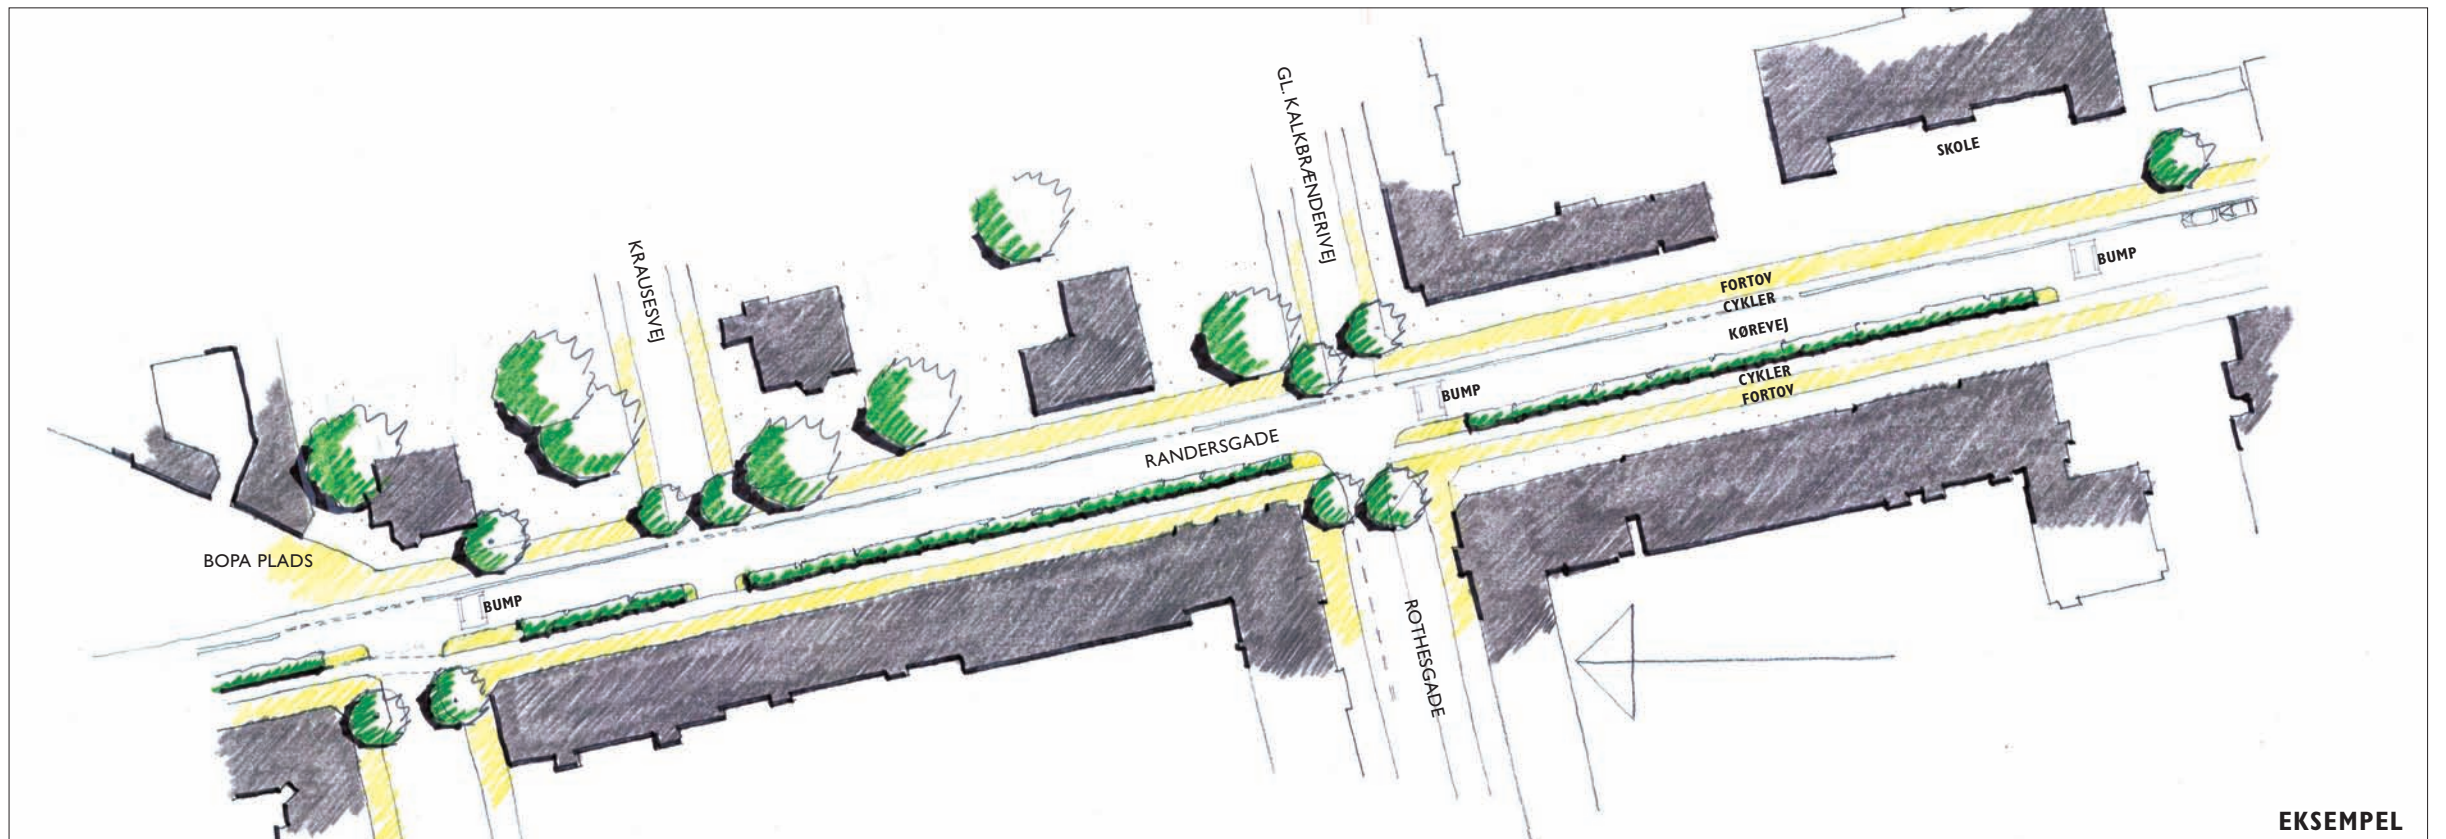 GL. KALKBRÆNDERIVEJ
SKOLE
KRAUSESVEJ
BUMP
FORTOV
CYKLER
KØREVEJ
CYKLER
FORTOV
BUMP
RANDERSGADE
BOPA PLADS
BUMP
ROTHESGADE
EKSEMPEL